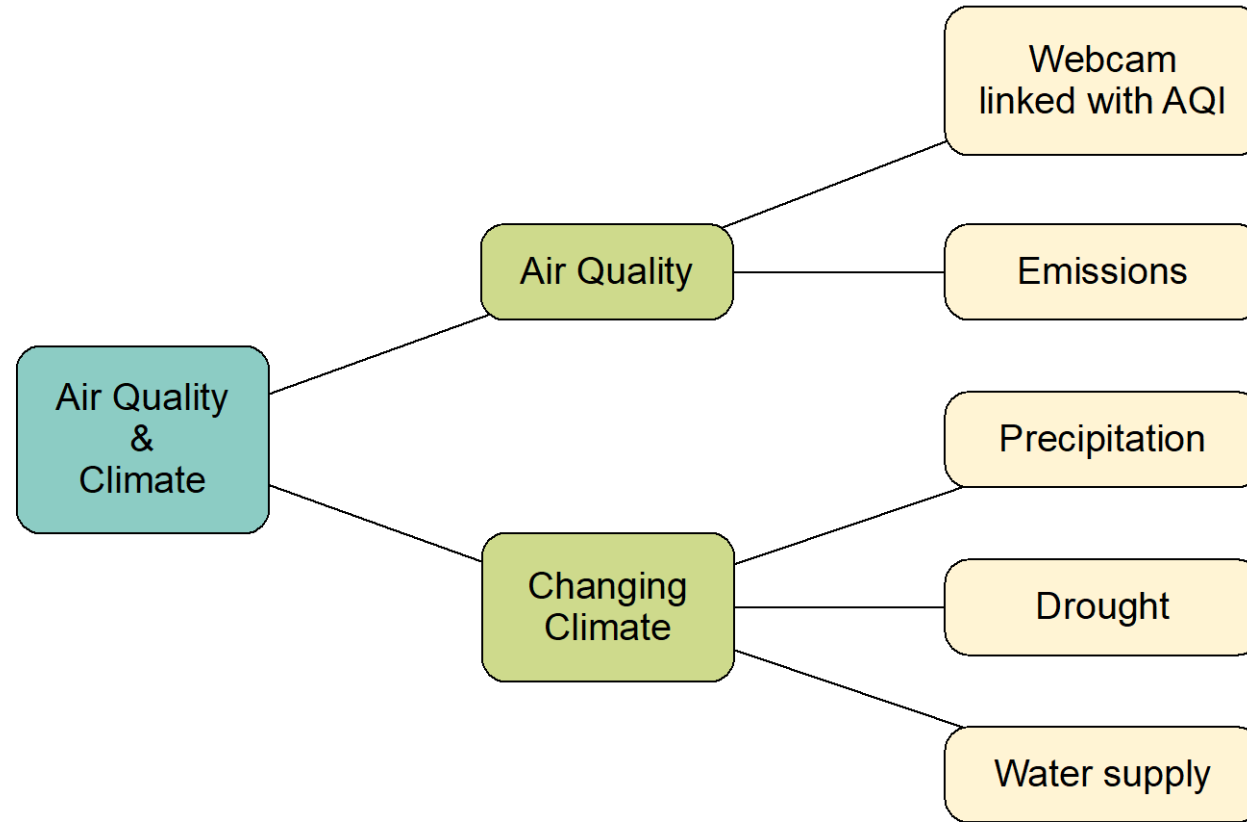 Air Quality
&
Climate
Air Quality
Changing
Climate
Webcam
linked with AQI
Emissions
Precipitation
Drought
Water supply